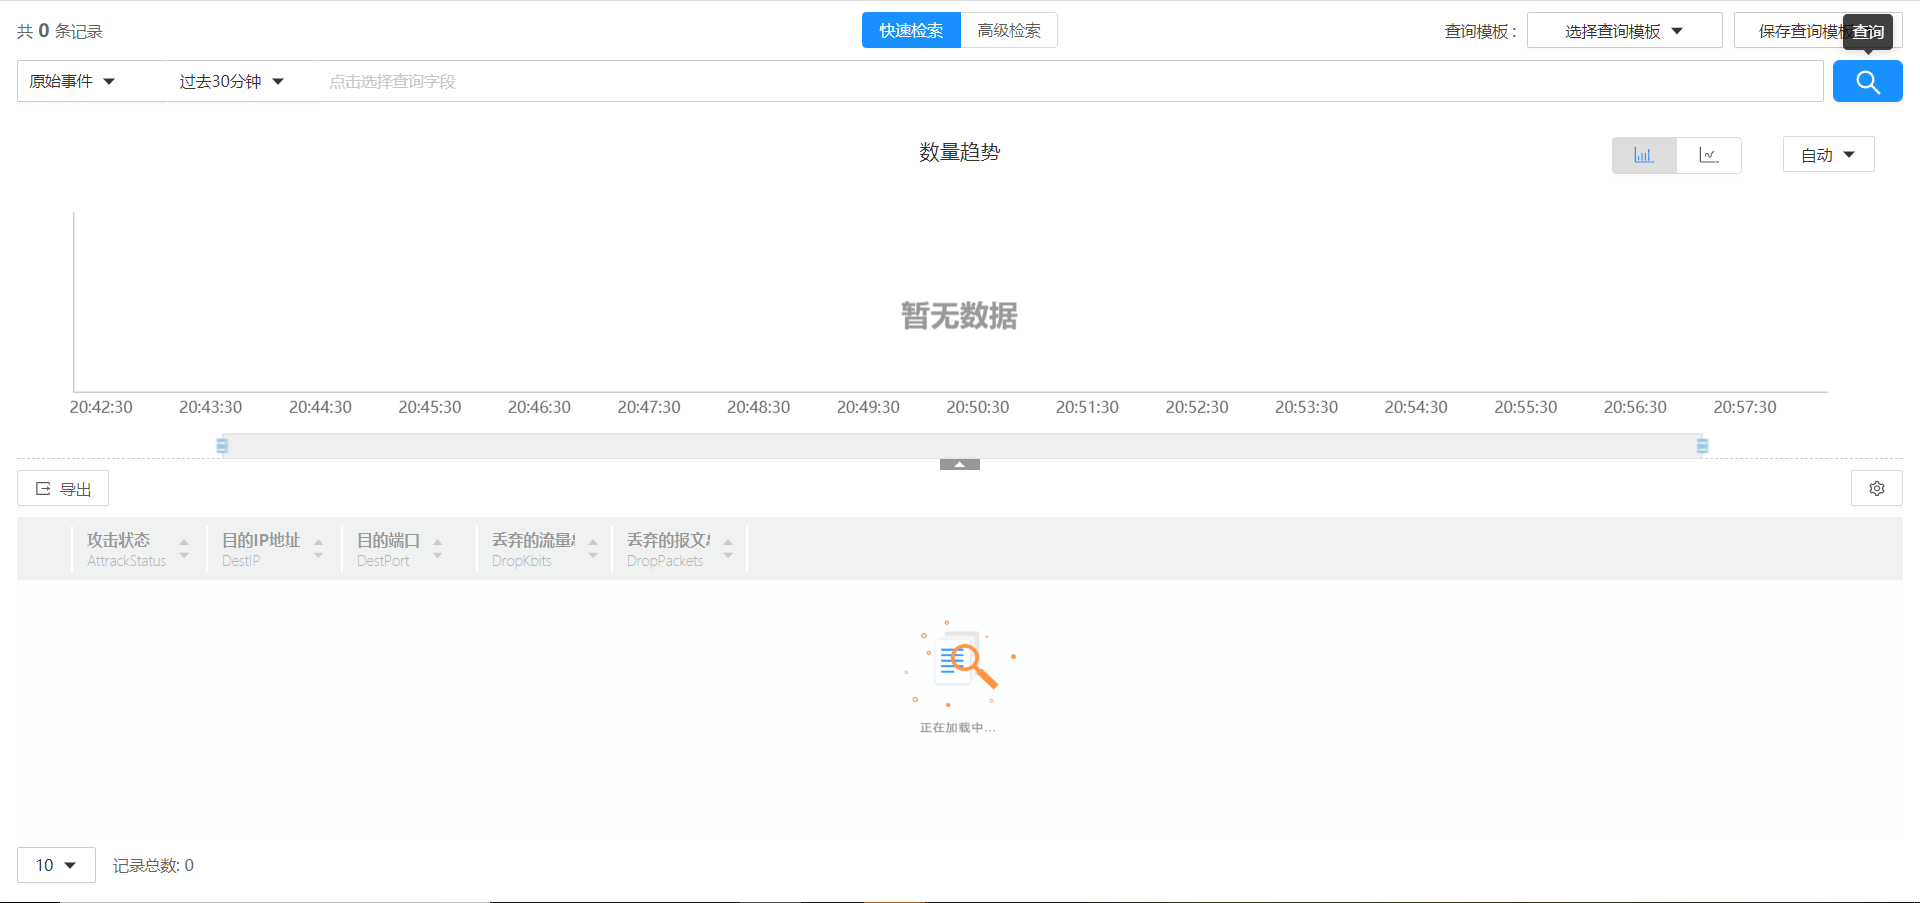 共 0 条记录
快速检索 高级检索
查询模板 : 选择查询模板 保存查询模板
查询
原始事件 过去30分钟 点击选择查询字段
数量趋势
自动
暂无数据
20:42:30 20:43:30 20:44:30 20:45:30 20:46:30 20:47:30 20:48:30 20:49:30 20:50:30 20:51:30 20:52:30 20:53:30 20:54:30 20:55:30 20:56:30 20:57:30
导出
攻击状态 目的IP地址 目的端口 丢弃的流量 丢弃的报文
AttrackStatus DestIP DestPort DropKbits DropPackets
正在加载中...
10 记录总数: 0